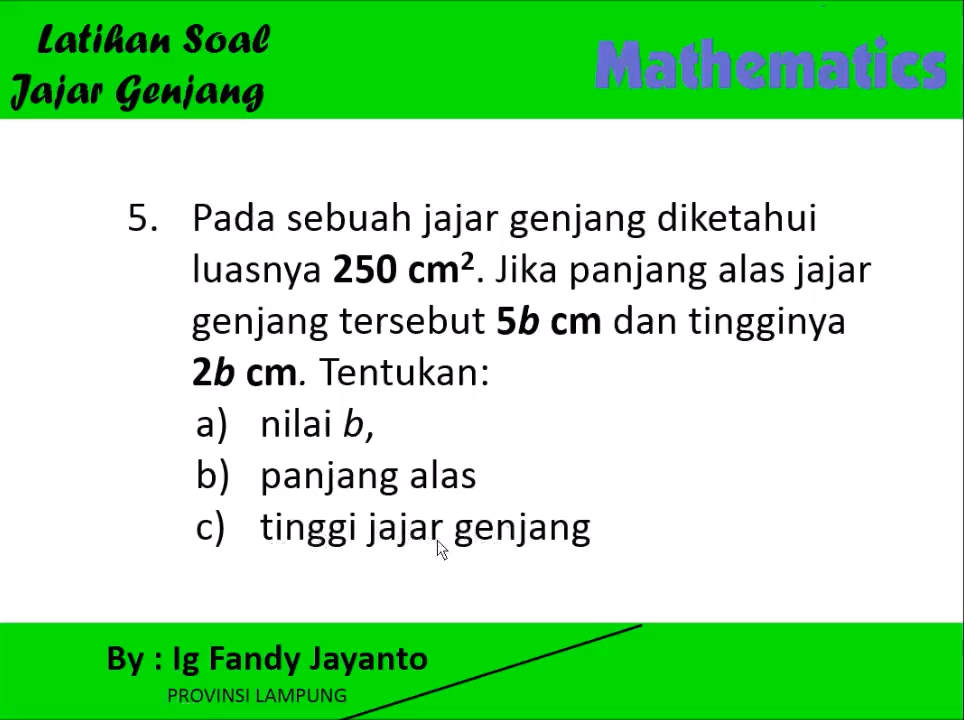 Latihan Soal
Jajar Genjang
Mathematics
5. Pada sebuah jajar genjang diketahui
luasnya 250 cm². Jika panjang alas jajar
genjang tersebut 5b cm dan tingginya
2b cm. Tentukan:
a) nilai b,
b) panjang alas
c) tinggi jajar genjang
By : Ig Fandy Jayanto
PROVINSI LAMPUNG